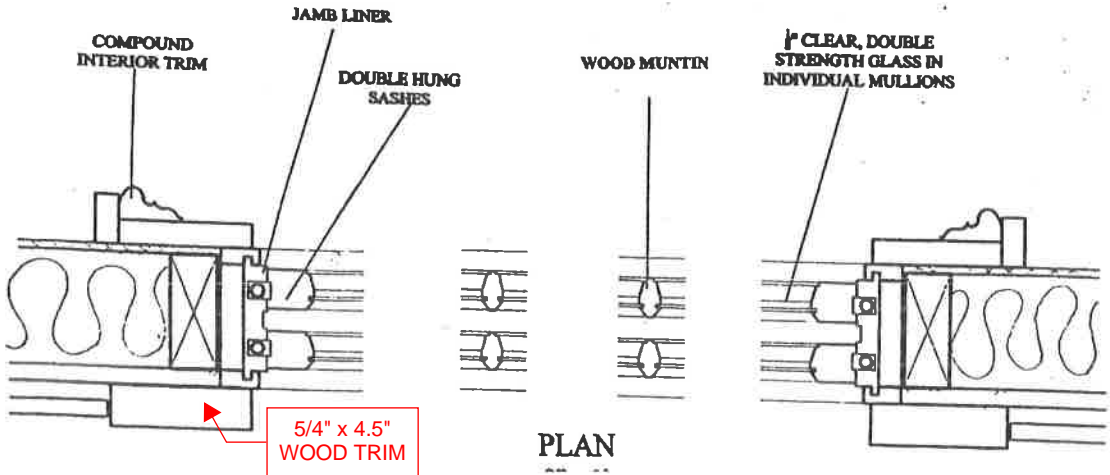 JAMB LINER
COMPOUND
INTERIOR TRIM
DOUBLE HUNG
SASHES
WOOD MUNTIN
CLEAR, DOUBLE
STRENGTH GLASS IN
INDIVIDUAL MULLIONS
5/4" x 4.5"
WOOD TRIM
PLAN